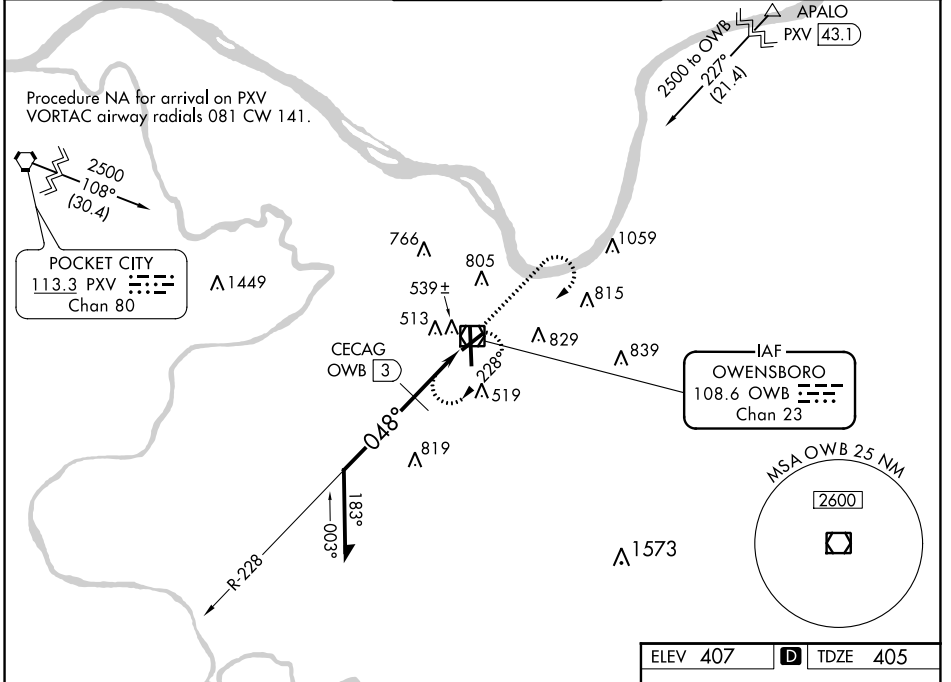 APALO
PXV 43.1
2500 to OWB
227°
(21.4)
Procedure NA for arrival on PXV
VORTAC airway radials 081 CW 141.
2500
108°
(30.4)
POCKET CITY
113.3 PXV
Chan 80
1449
766
805
1059
539 ±
815
513
829
839
CECAG
OWB 3
228°
519
IAF
OWENSBORO
108.6 OWB
Chan 23
048°
819
183°
003°
R-228
MSA OWB 25 NM
2600
1573
ELEV 407 D TDZE 405